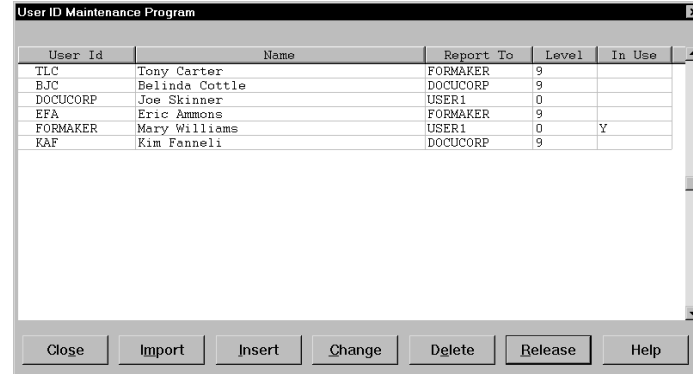 User ID Maintenance Program
User Id Name Report To Level In Use
TLC Tony Carter FORMAKER 9
BJC Belinda Cottle DOCUCORP 9
DOCUCORP Joe Skinner USER1 0
EFA Eric Ammons FORMAKER 9
FORMAKER Mary Williams USER1 0 Y
KAF Kim Fanneli DOCUCORP 9
Close Import Insert Change Delete Release Help